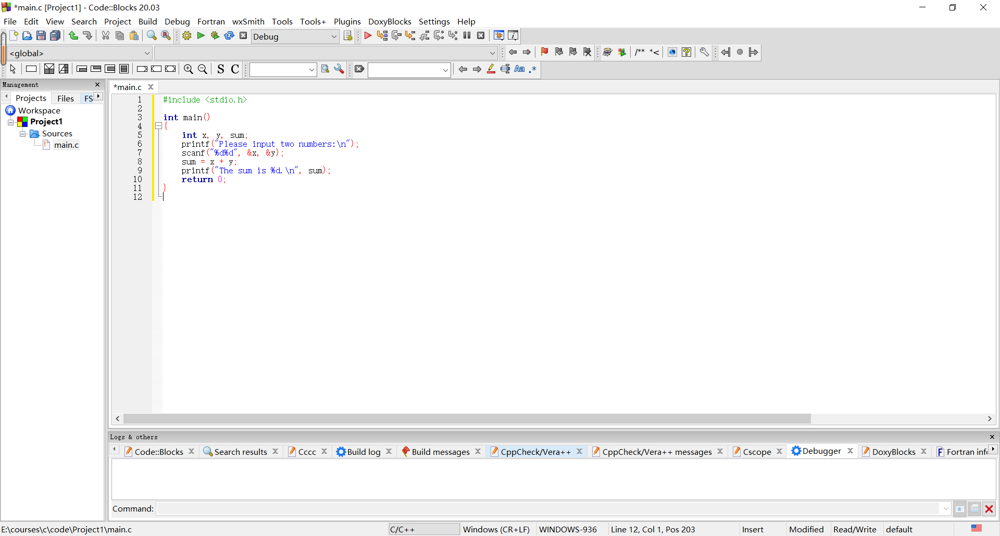 *main.c [Project1] - Code::Blocks 20.03
File Edit View Search Project Build Debug Fortran wxSmith Tools Tools+ Plugins DoxyBlocks Settings Help
Debug
<global>
/** *<
S C
Aa .*
Management
Projects Files FS
Workspace
Project1
Sources
main.c
*main.c
1 #include <stdio.h>
2
3 int main()
4 {
5 int x, y, sum;
6 printf("Please input two numbers:\n");
7 scanf("%d%d", &x, &y);
8 sum = x + y;
9 printf("The sum is %d.\n", sum);
10 return 0;
11 }
12
Logs & others
Code::Blocks Search results Cccc Build log Build messages CppCheck/Vera++ CppCheck/Vera++ messages Cscope Debugger DoxyBlocks Fortran info
Command:
E:\courses\c\code\Project1\main.c C/C++ Windows (CR+LF) WINDOWS-936 Line 12, Col 1, Pos 203 Insert Modified Read/Write default